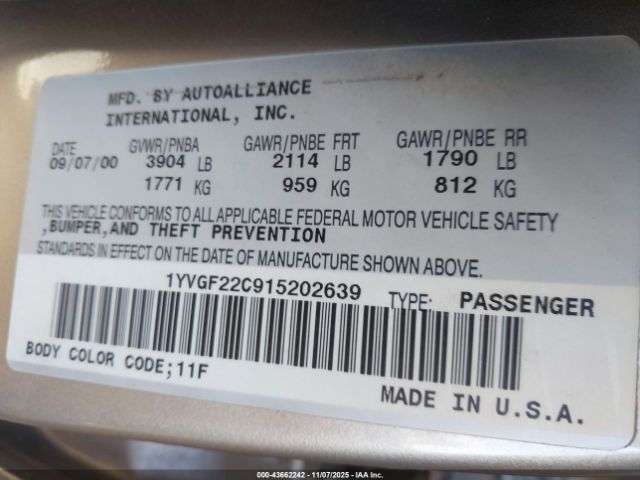 MFD. BY AUTOALLIANCE
INTERNATIONAL, INC.
DATE GVWR/PNBA GAWR/PNBE FRT GAWR/PNBE RR
09/07/00 3904 LB 2114 LB 1790 LB
1771 KG 959 KG 812 KG
THIS VEHICLE CONFORMS TO ALL APPLICABLE FEDERAL MOTOR VEHICLE SAFETY
,BUMPER,AND THEFT PREVENTION
STANDARDS IN EFFECT ON THE DATE OF MANUFACTURE SHOWN ABOVE.
1YVGF22C915202639 TYPE: PASSENGER
BODY COLOR CODE;11F
MADE IN U.S.A.
000-43662242 - 11/07/2025 - IAA Inc.